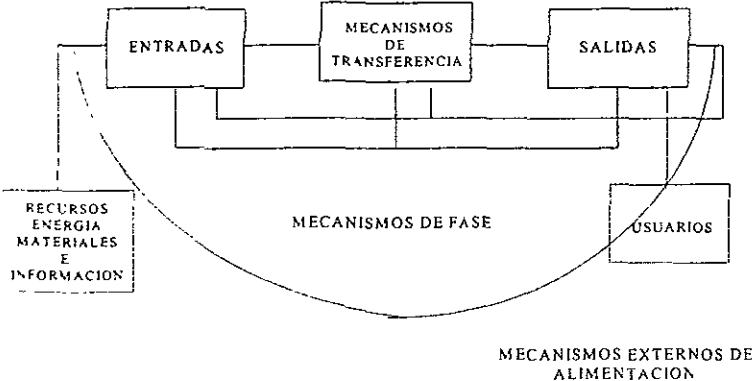 ENTRADAS
MECANISMOS
DE
TRANSFERENCIA
SALIDAS
RECURSOS
ENERGIA
MATERIALES
E
INFORMACION
MECANISMOS DE FASE
USUARIOS
MECANISMOS EXTERNOS DE
ALIMENTACION